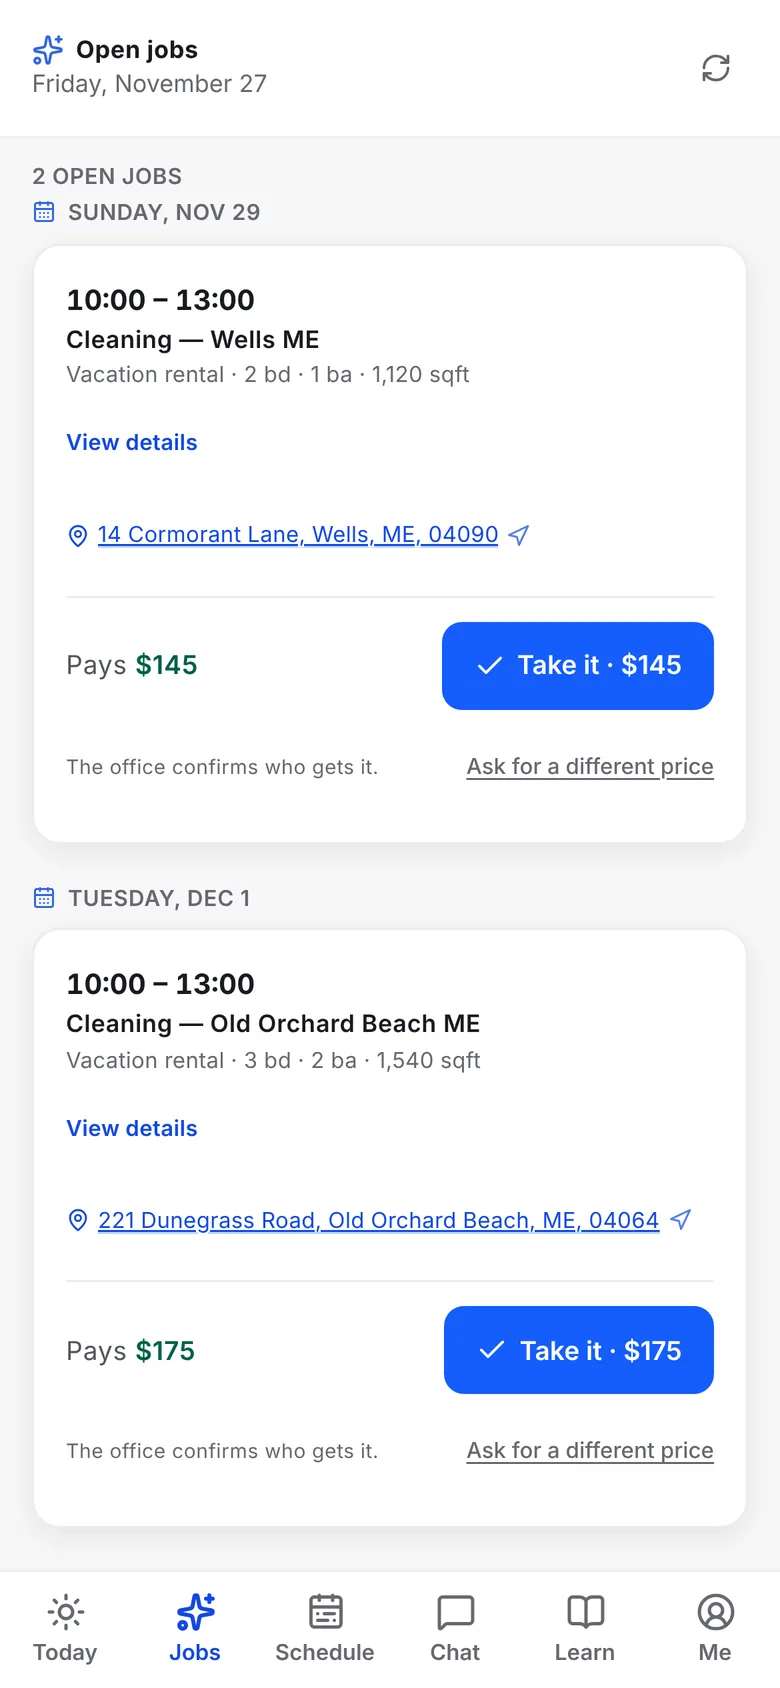 Open jobs
Friday, November 27
2 OPEN JOBS
SUNDAY, NOV 29
10:00 – 13:00
Cleaning — Wells ME
Vacation rental · 2 bd · 1 ba · 1,120 sqft
View details
14 Cormorant Lane, Wells, ME, 04090
Pays $145
Take it · $145
The office confirms who gets it.
Ask for a different price
TUESDAY, DEC 1
10:00 – 13:00
Cleaning — Old Orchard Beach ME
Vacation rental · 3 bd · 2 ba · 1,540 sqft
View details
221 Dunegrass Road, Old Orchard Beach, ME, 04064
Pays $175
Take it · $175
The office confirms who gets it.
Ask for a different price
Today
Jobs
Schedule
Chat
Learn
Me